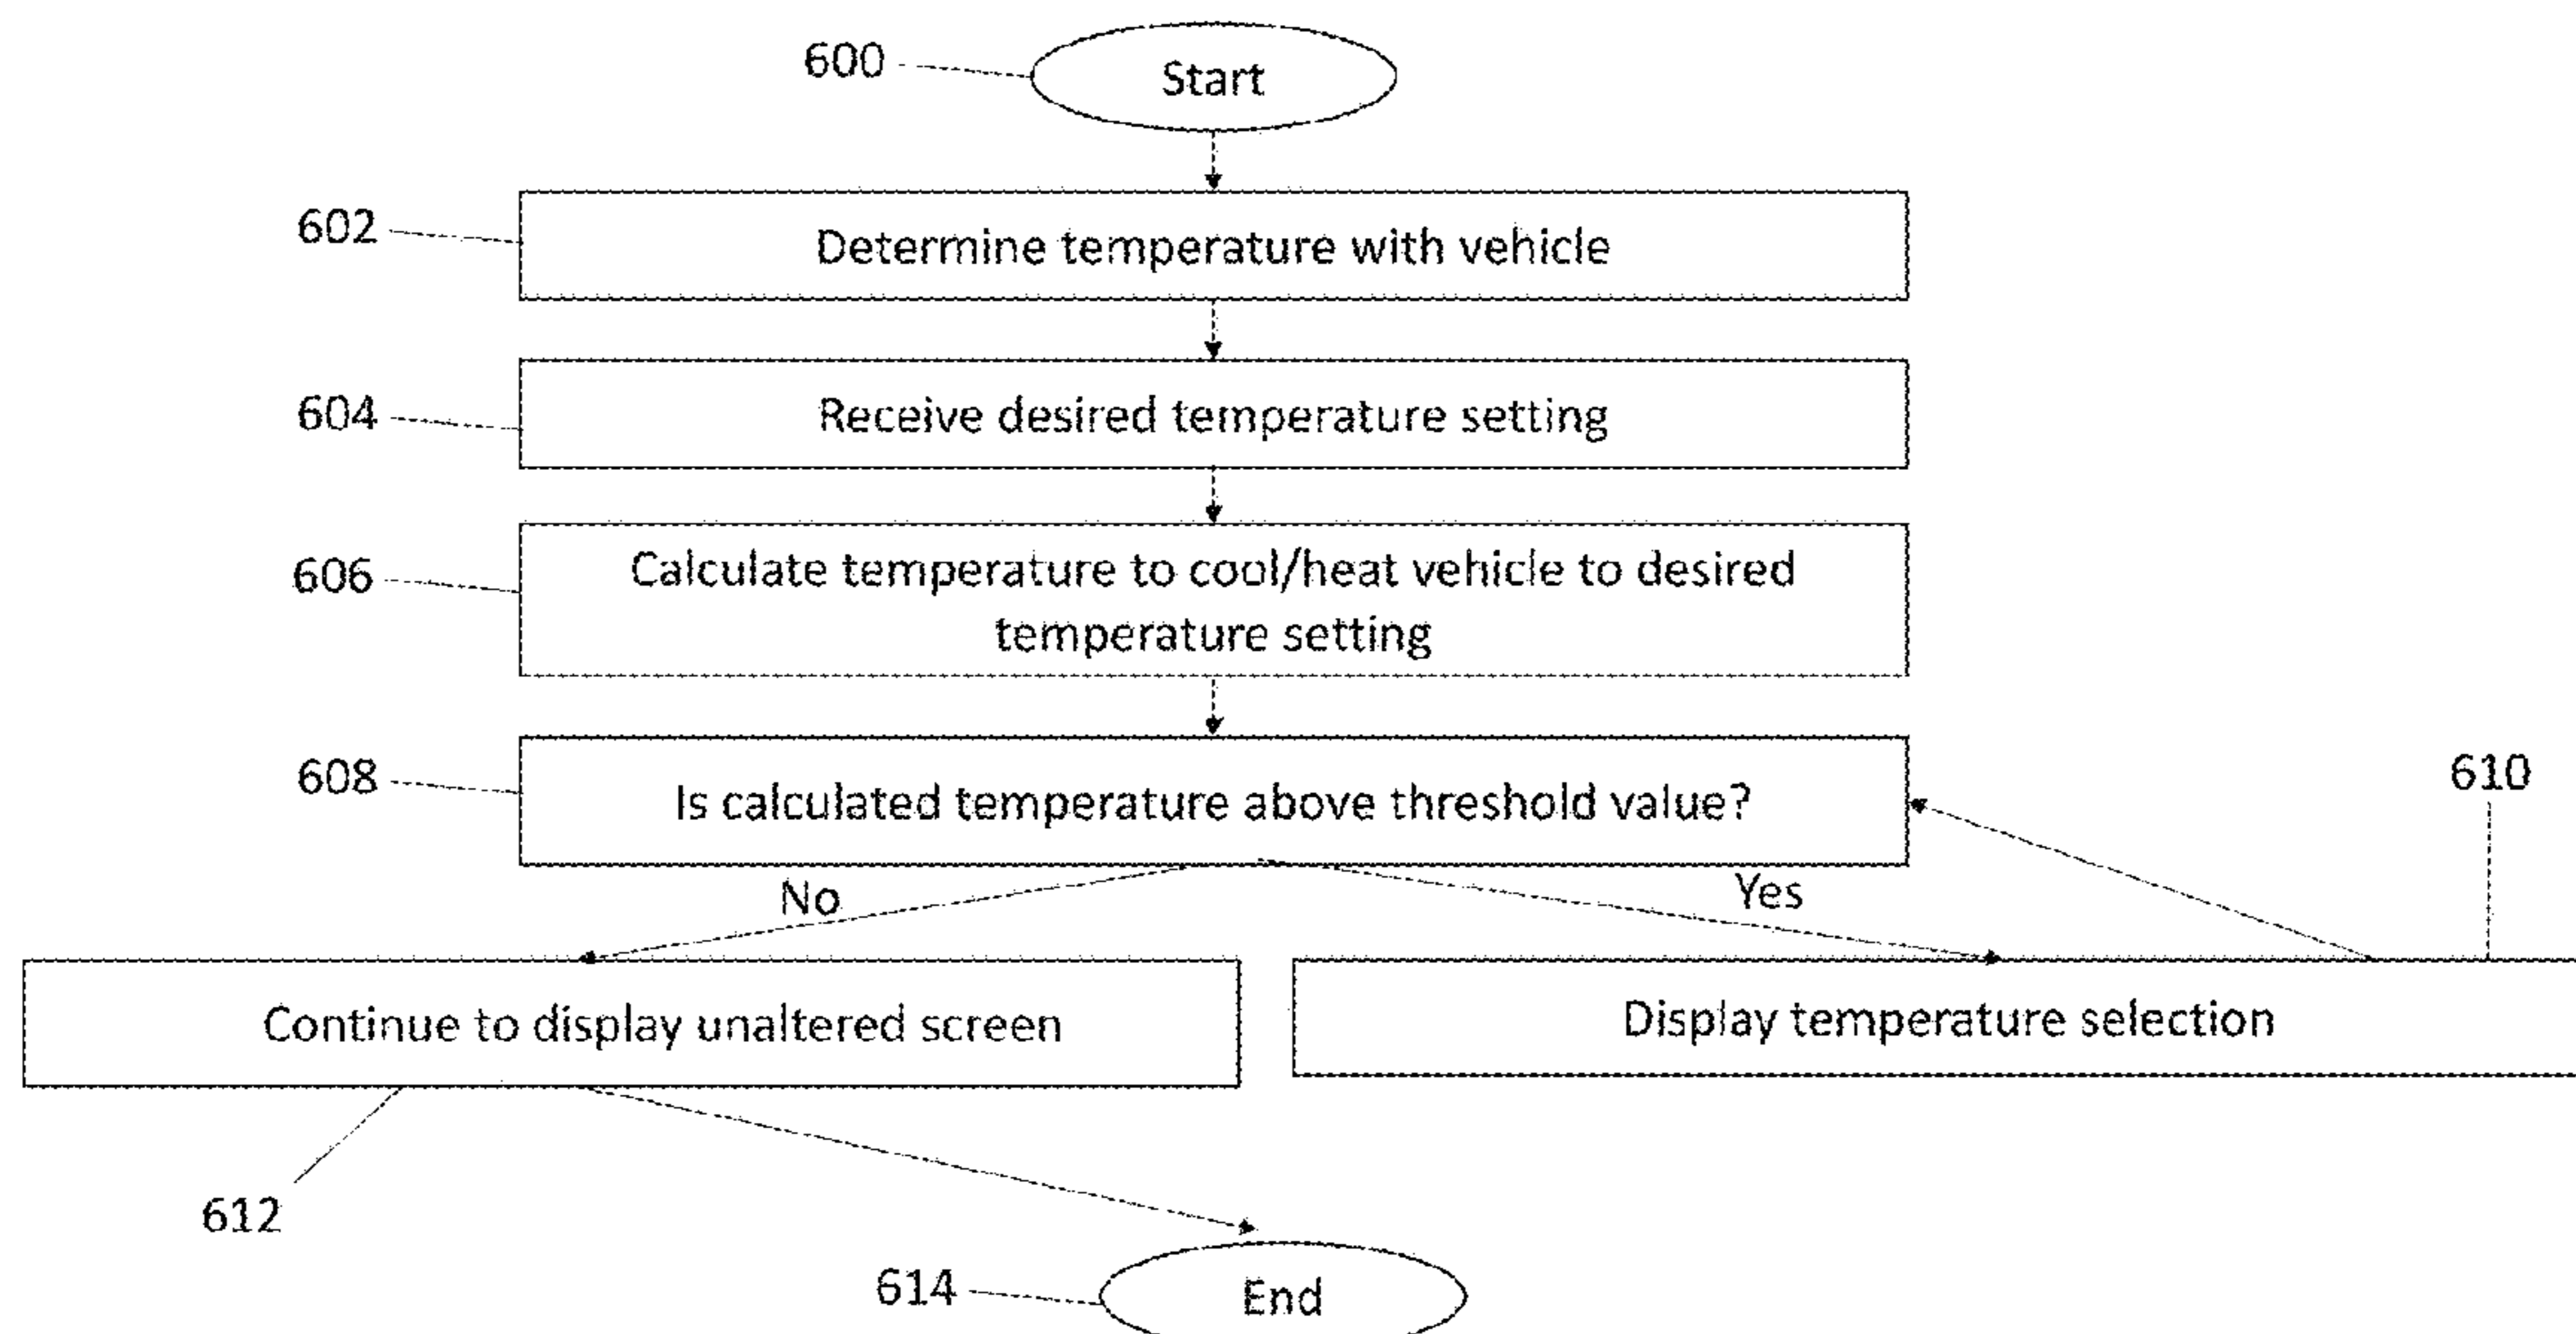 600
Start
602
Determine temperature with vehicle
604
Receive desired temperature setting
606
Calculate temperature to cool/heat vehicle to desired
temperature setting
608
Is calculated temperature above threshold value?
610
No
Yes
Continue to display unaltered screen
Display temperature selection
612
614
End